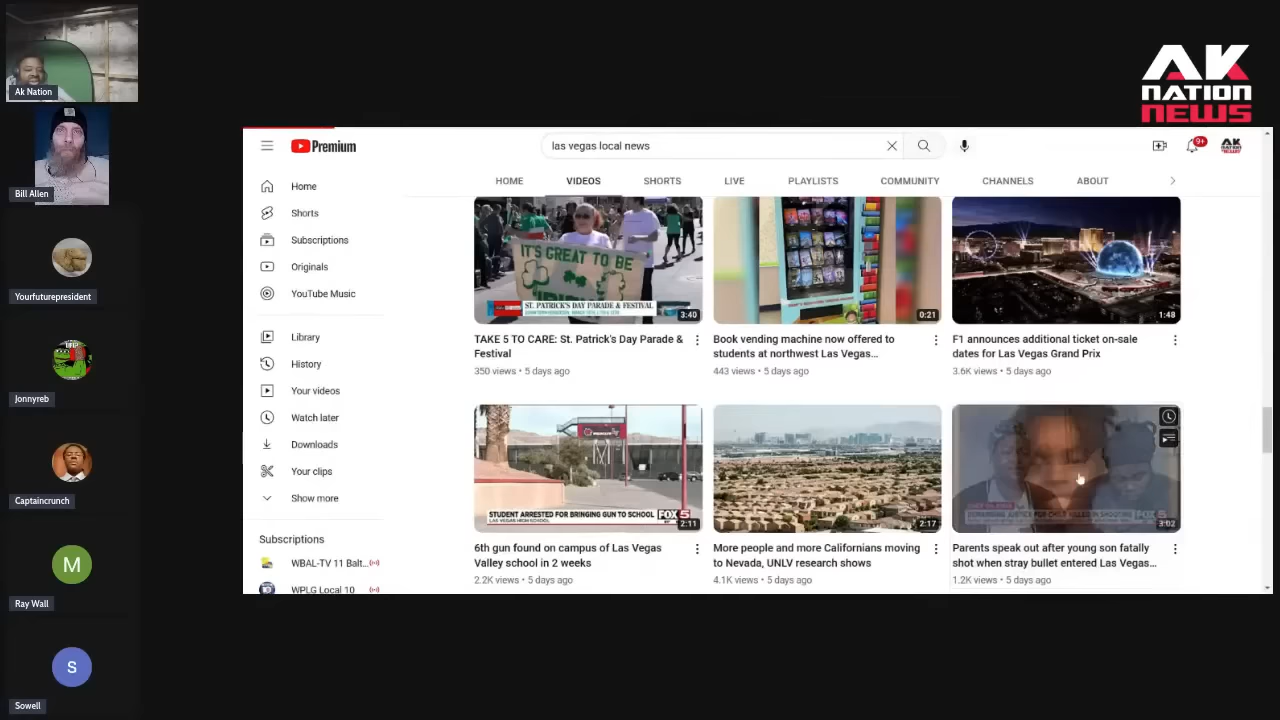 Ak Nation
Bill Allen
Yourfuturepresident
Jonnyreb
Captaincrunch
M
Ray Wall
S
Sowell
AK
NATION
NEWS
Premium
las vegas local news
9+
HOME
VIDEOS
SHORTS
LIVE
PLAYLISTS
COMMUNITY
CHANNELS
ABOUT
Home
Shorts
Subscriptions
Originals
YouTube Music
Library
History
Your videos
Watch later
Downloads
Your clips
Show more
Subscriptions
WBAL-TV 11 Balt...
WPLG Local 10
IT'S GREAT TO BE
ST. PATRICK'S DAY PARADE & FESTIVAL
3:40
TAKE 5 TO CARE: St. Patrick's Day Parade &
Festival
350 views • 5 days ago
0:21
Book vending machine now offered to
students at northwest Las Vegas...
443 views • 5 days ago
1:48
F1 announces additional ticket on-sale
dates for Las Vegas Grand Prix
3.6K views • 5 days ago
STUDENT ARRESTED FOR BRINGING GUN TO SCHOOL
LAS VEGAS HIGH SCHOOL
FOX 5
2:11
6th gun found on campus of Las Vegas
Valley school in 2 weeks
2.2K views • 5 days ago
2:17
More people and more Californians moving
to Nevada, UNLV research shows
4.1K views • 5 days ago
DEMANDING JUSTICE FOR CHILD KILLED IN SHOOTING
FOX 5
3:02
Parents speak out after young son fatally
shot when stray bullet entered Las Vegas...
1.2K views • 5 days ago